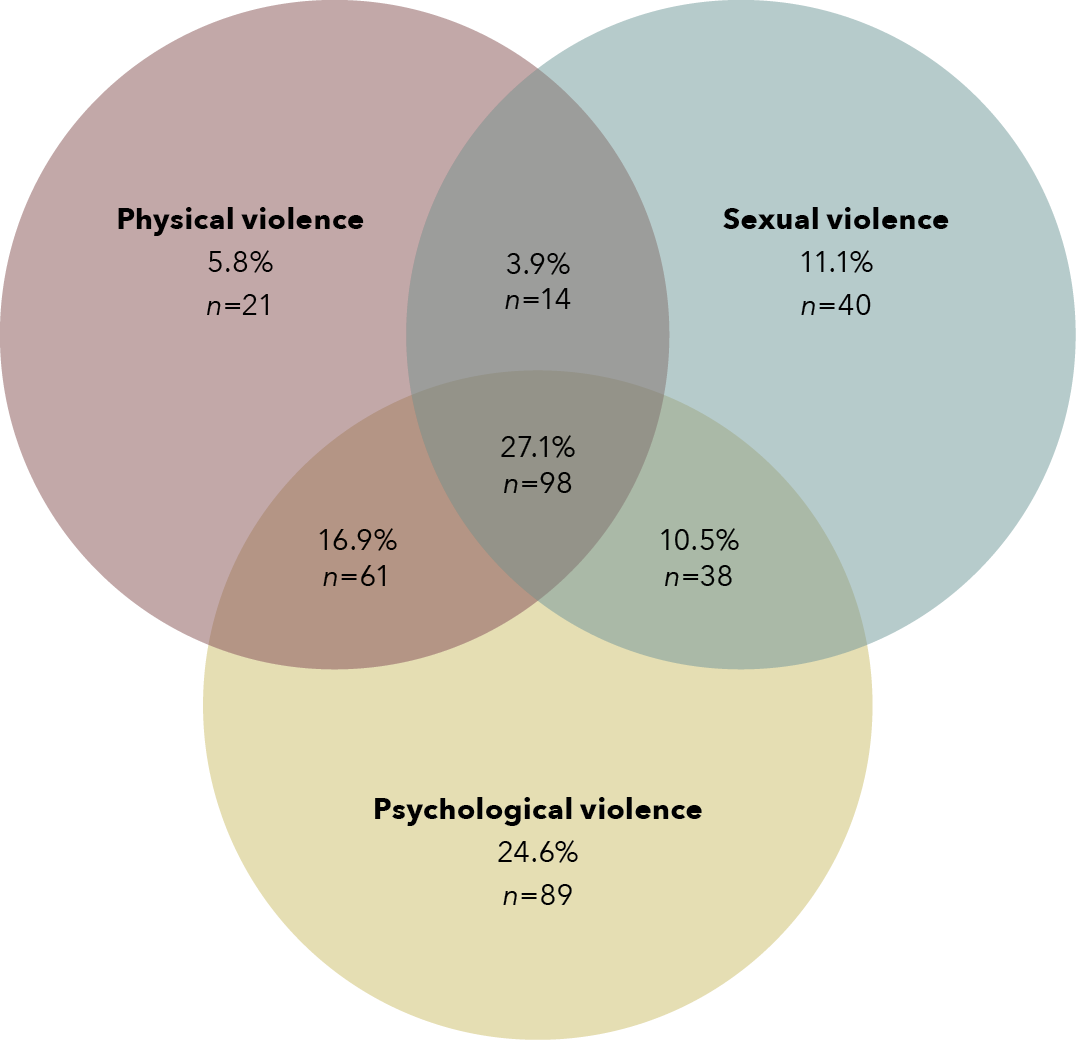 Physical violence
5.8%
n=21
3.9%
n=14
Sexual violence
11.1%
n=40
27.1%
n=98
16.9%
n=61
10.5%
n=38
Psychological violence
24.6%
n=89